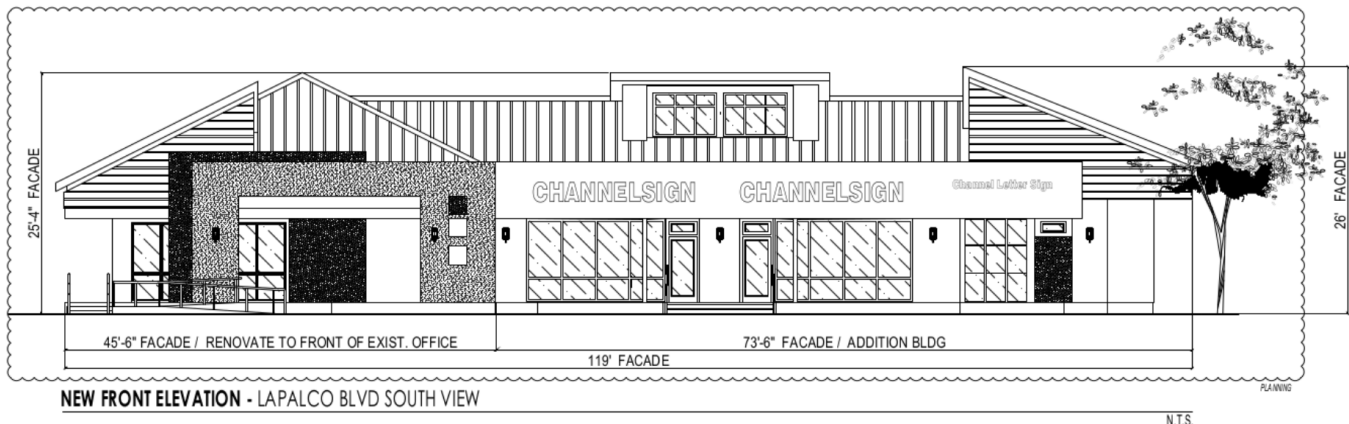 25'-4" FACADE
CHANNELSIGN CHANNELSIGN Channel Letter Sign
26' FACADE
45'-6" FACADE / RENOVATE TO FRONT OF EXIST. OFFICE
73'-6" FACADE / ADDITION BLDG
119' FACADE
NEW FRONT ELEVATION - LAPALCO BLVD SOUTH VIEW
PLANNING
N.T.S.